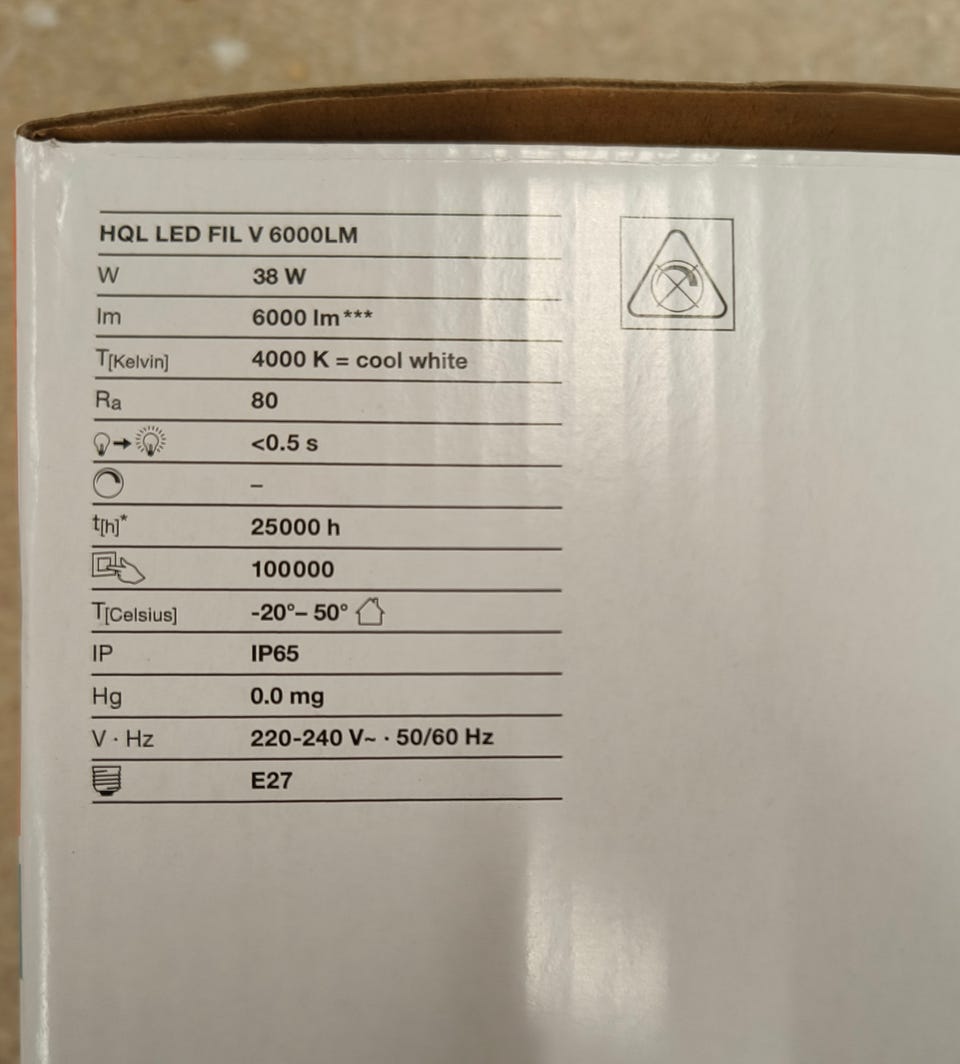 HQL LED FIL V 6000LM
W 38 W
lm 6000 lm***
T[Kelvin] 4000 K = cool white
Ra 80
<0.5 s
–
t[h]* 25000 h
100000
T[Celsius] -20°– 50°
IP IP65
Hg 0.0 mg
V · Hz 220-240 V~ · 50/60 Hz
E27